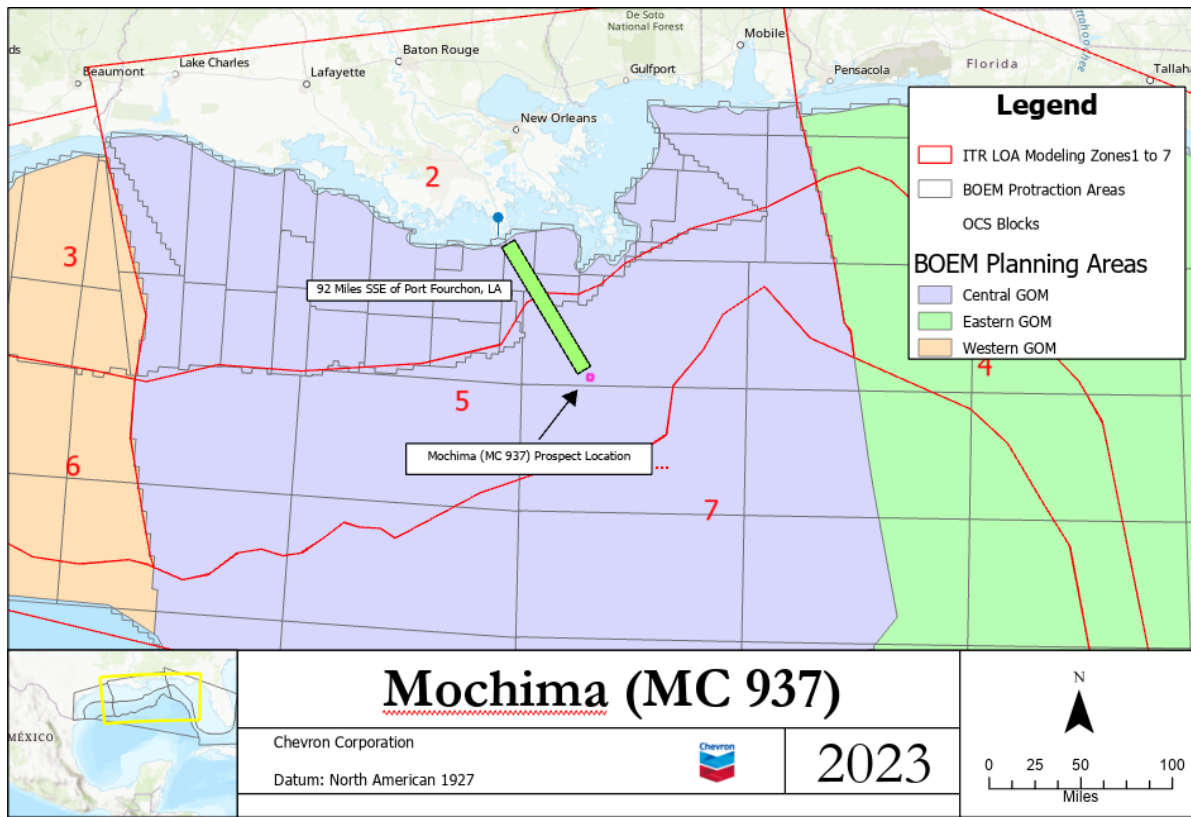 De Soto
National Forest
Mobile
Baton Rouge
Lake Charles
Beaumont
Lafayette
Gulfport
Pensacola
Florida
New Orleans
Legend
ITR LOA Modeling Zones1 to 7
BOEM Protraction Areas
OCS Blocks
BOEM Planning Areas
Central GOM
Eastern GOM
Western GOM
2
3
92 Miles SSE of Port Fourchon, LA
4
5
Mochima (MC 937) Prospect Location
...
6
7
MÉXICO
Mochima (MC 937)
Chevron Corporation
Datum: North American 1927
Chevron
2023
N
0 25 50 100
Miles